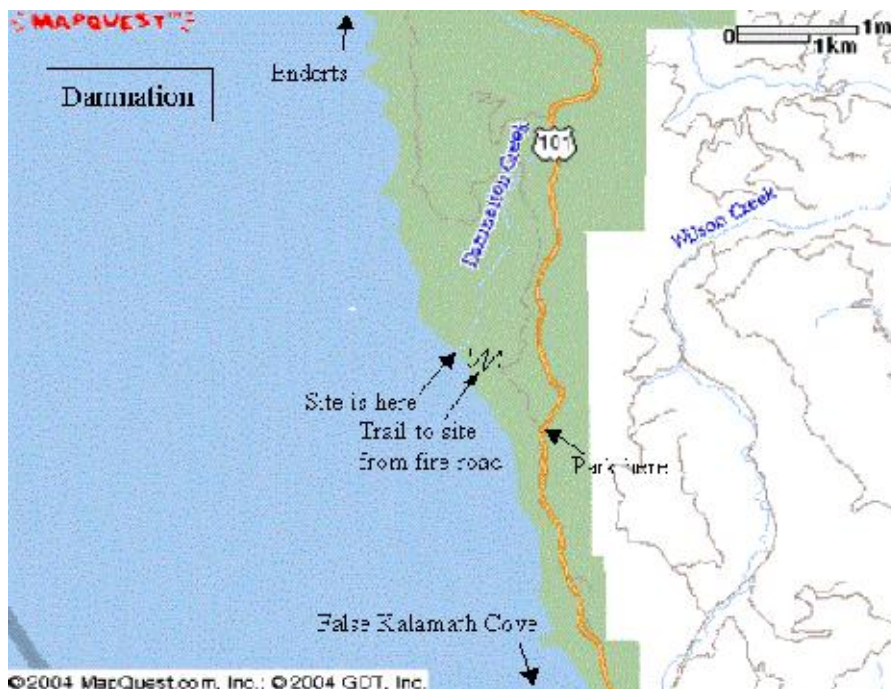 MAPQUEST
0 1m
1km
Enderts
Damnation
101
Damnation Creek
Wilson Creek
Site is here
Trail to site
from fire road
Park here
False Kalamath Cove
©2004 MapQuest.com, Inc.; ©2004 GDT, Inc.